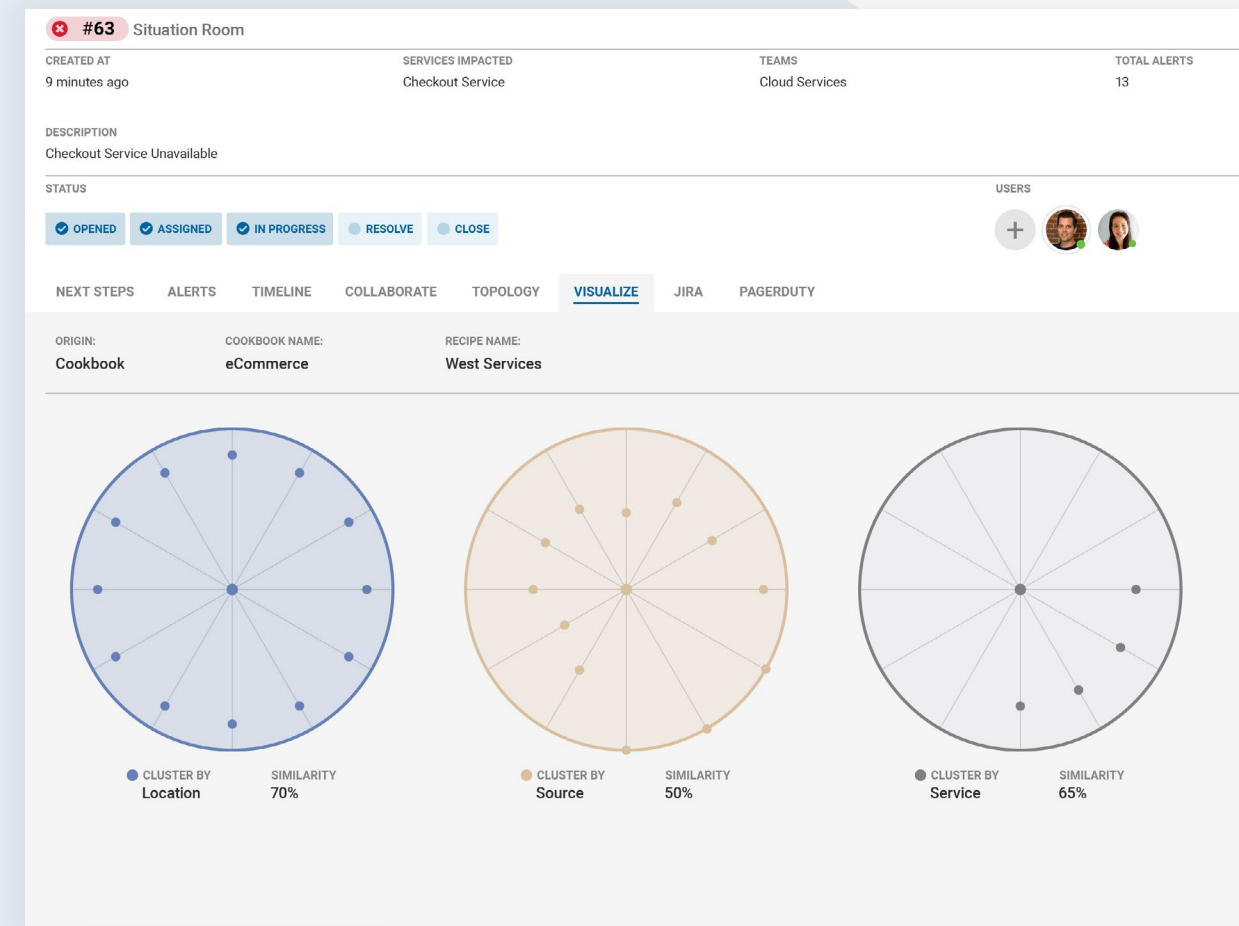 #63 Situation Room
CREATED AT SERVICES IMPACTED TEAMS TOTAL ALERTS
9 minutes ago Checkout Service Cloud Services 13
DESCRIPTION
Checkout Service Unavailable
STATUS USERS
OPENED ASSIGNED IN PROGRESS RESOLVE CLOSE
NEXT STEPS ALERTS TIMELINE COLLABORATE TOPOLOGY VISUALIZE JIRA PAGERDUTY
ORIGIN: COOKBOOK NAME: RECIPE NAME:
Cookbook eCommerce West Services
CLUSTER BY SIMILARITY CLUSTER BY SIMILARITY CLUSTER BY SIMILARITY
Location 70% Source 50% Service 65%